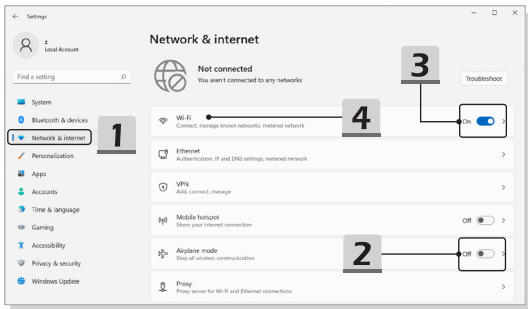 Settings
z
Local Account
Find a setting
System
Bluetooth & devices
Network & internet
Personalization
Apps
Accounts
Time & language
Gaming
Accessibility
Privacy & security
Windows Update
1
Network & internet
Not connected
You aren't connected to any networks
Troubleshoot
3
Wi-Fi
Connect, manage known networks, metered network
4
On
Ethernet
Authentication, IP and DNS settings, metered network
VPN
Add, connect, manage
Mobile hotspot
Share your internet connection
Off
Airplane mode
Stop all wireless communication
2
Off
Proxy
Proxy server for Wi-Fi and Ethernet connections